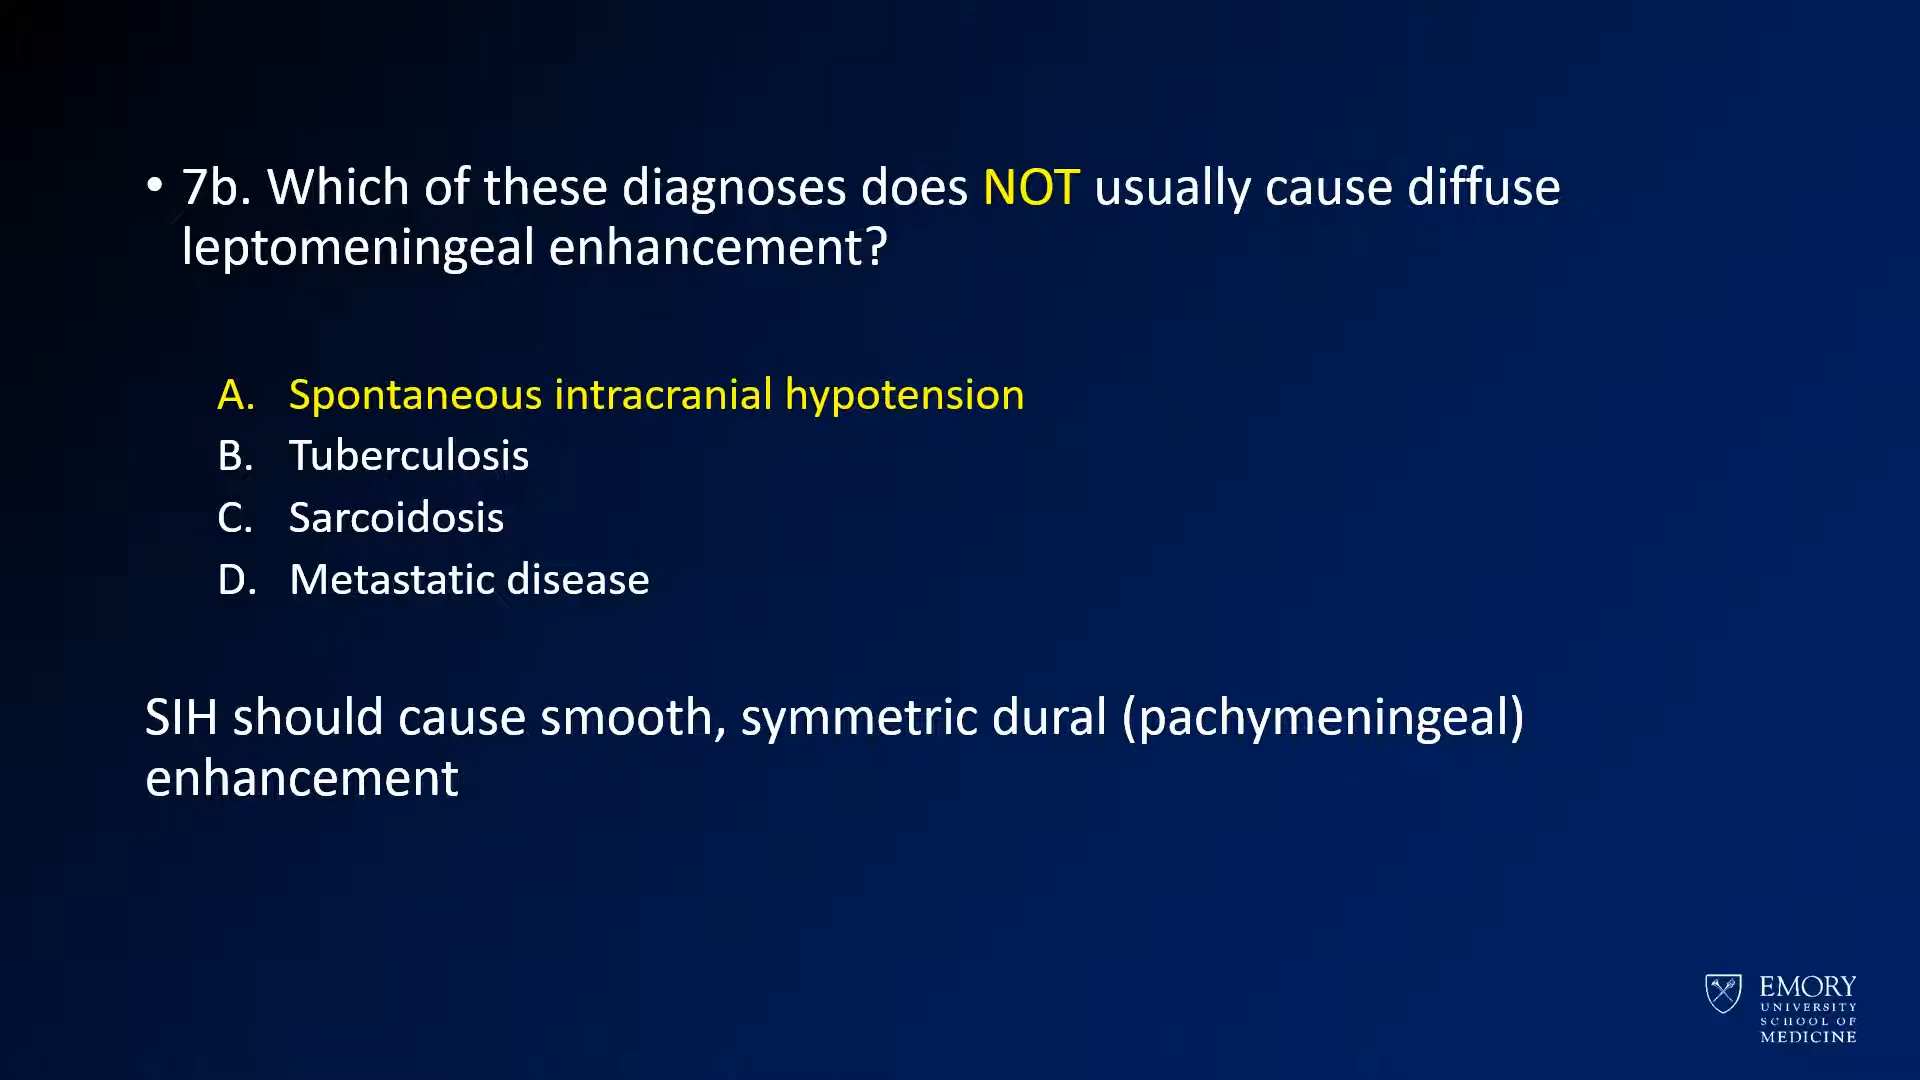 • 7b. Which of these diagnoses does NOT usually cause diffuse
leptomeningeal enhancement?
A. Spontaneous intracranial hypotension
B. Tuberculosis
C. Sarcoidosis
D. Metastatic disease
SIH should cause smooth, symmetric dural (pachymeningeal)
enhancement
EMORY
UNIVERSITY
SCHOOL OF
MEDICINE